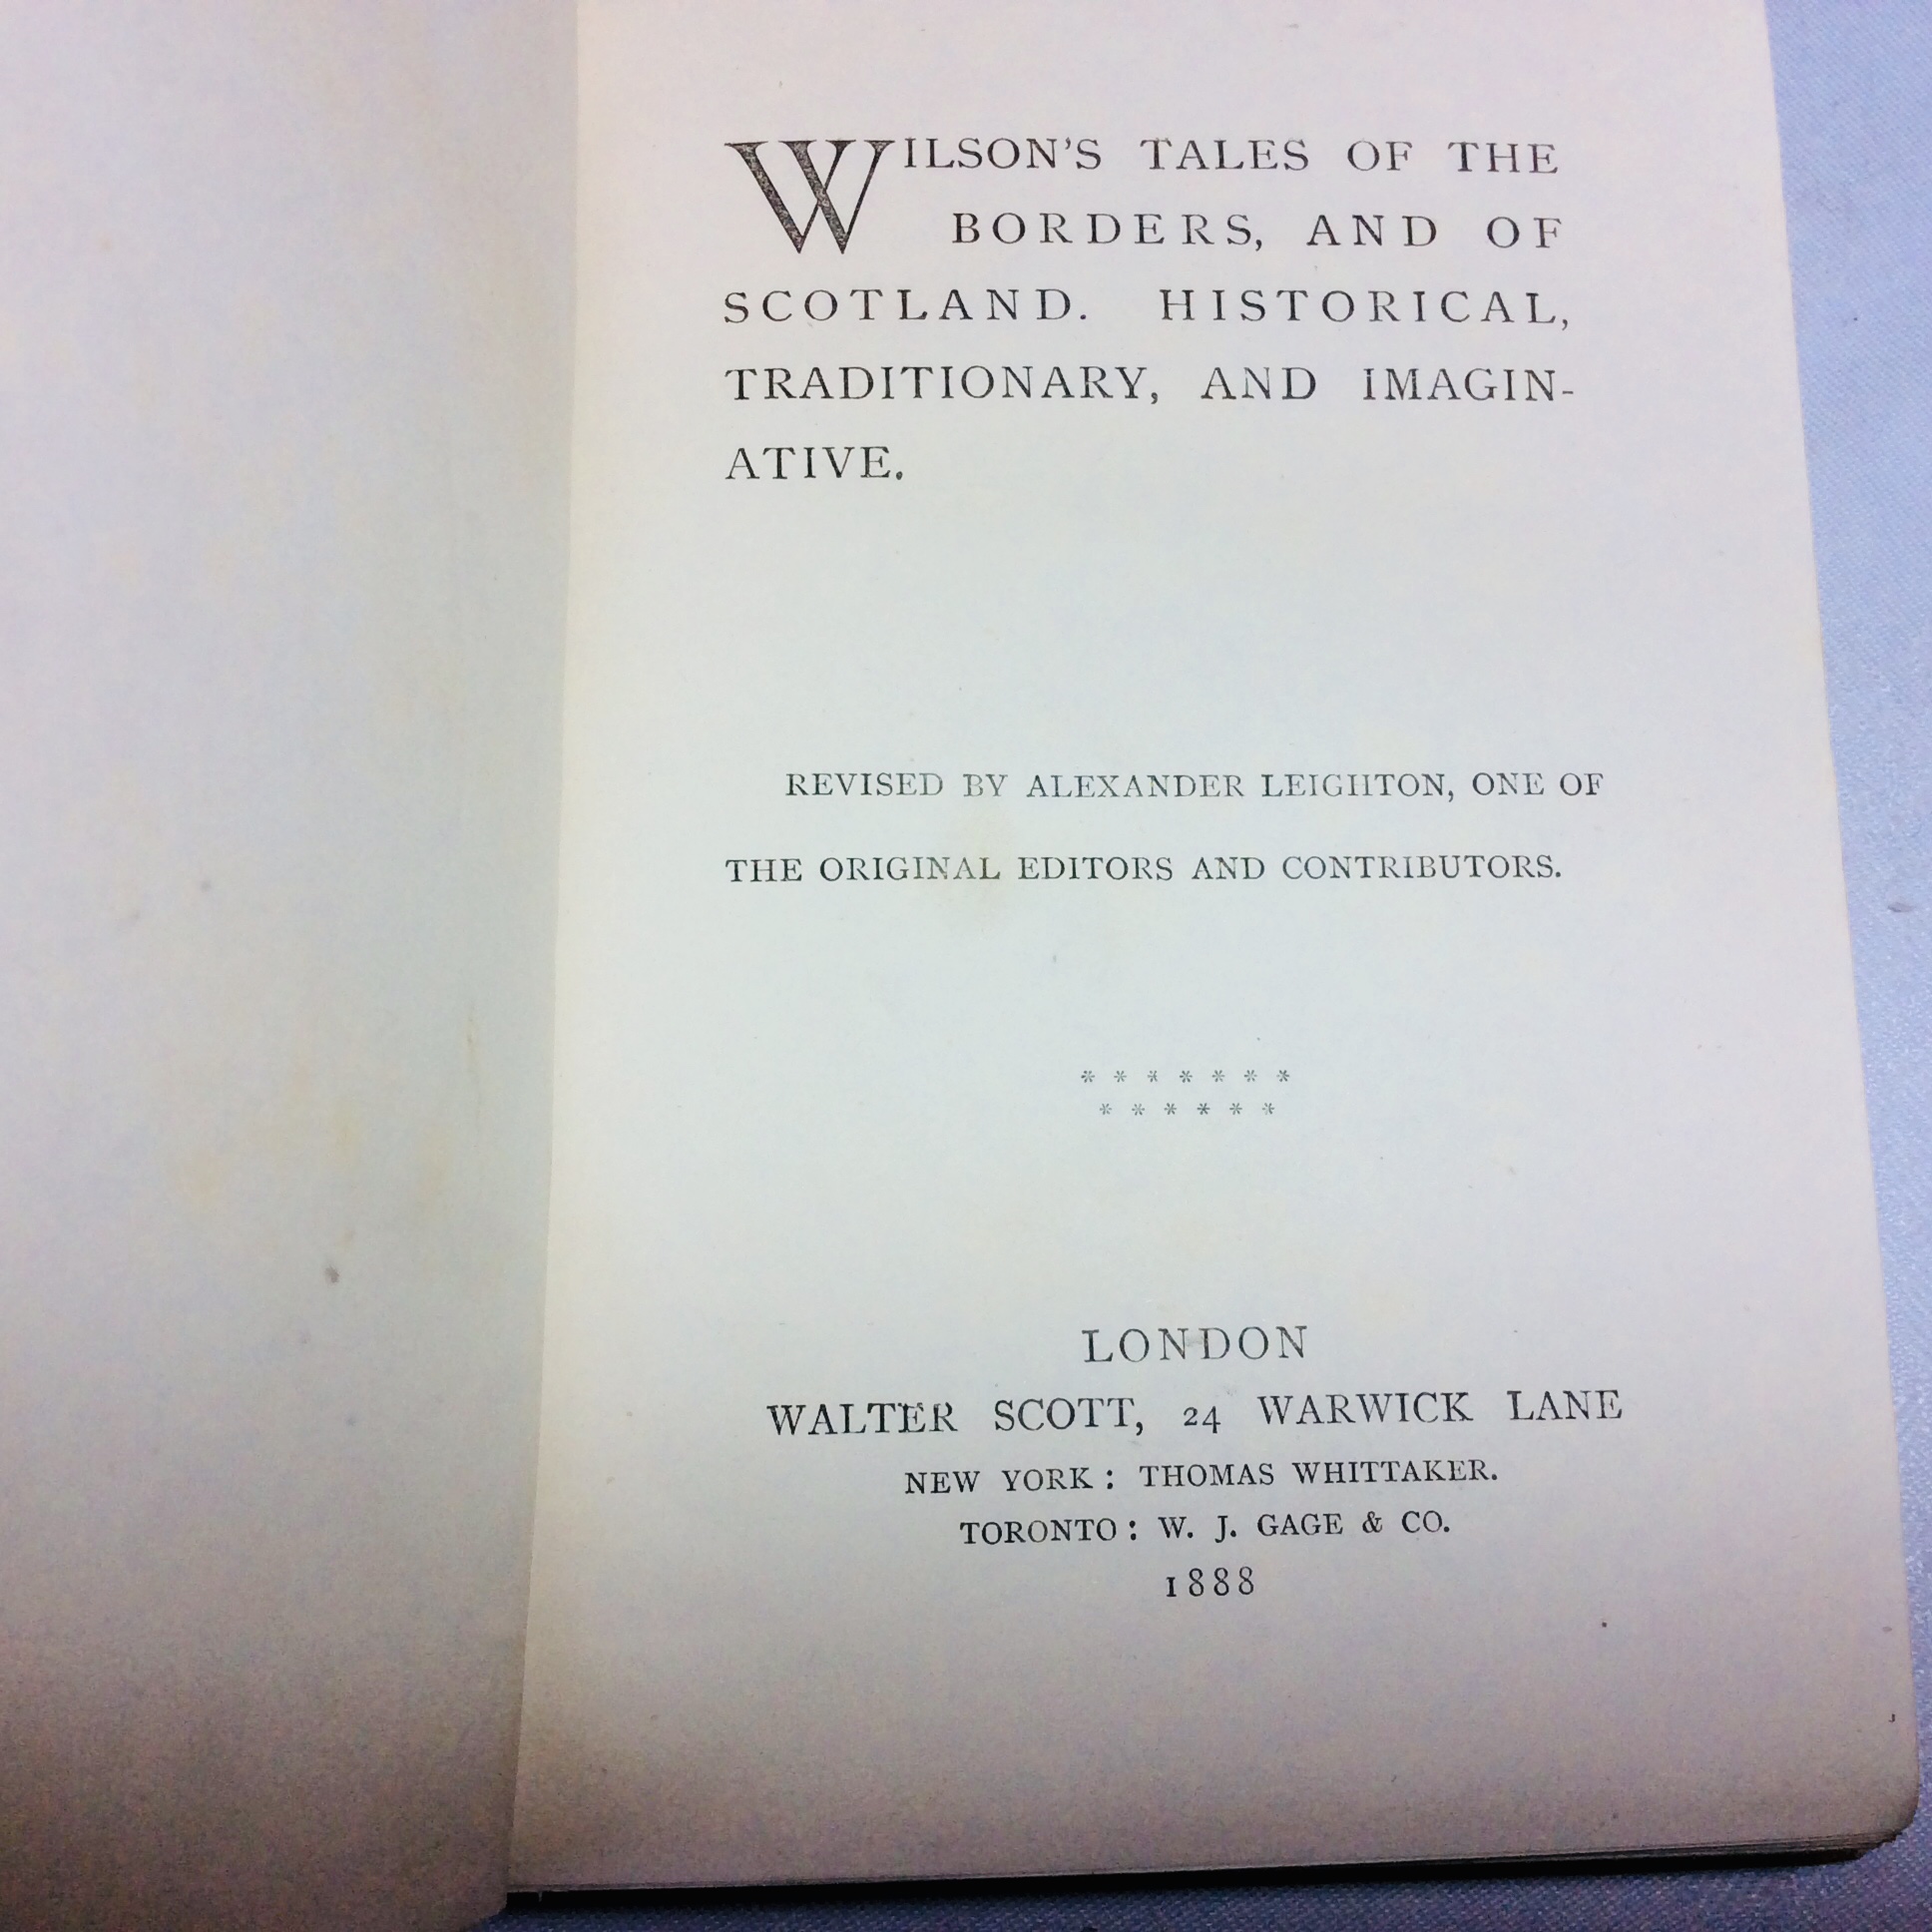 WILSON'S TALES OF THE
BORDERS, AND OF
SCOTLAND. HISTORICAL,
TRADITIONARY, AND IMAGIN-
ATIVE.
REVISED BY ALEXANDER LEIGHTON, ONE OF
THE ORIGINAL EDITORS AND CONTRIBUTORS.
* * * * * * *
* * * * * *
LONDON
WALTER SCOTT, 24 WARWICK LANE
NEW YORK: THOMAS WHITTAKER.
TORONTO: W. J. GAGE & CO.
1888